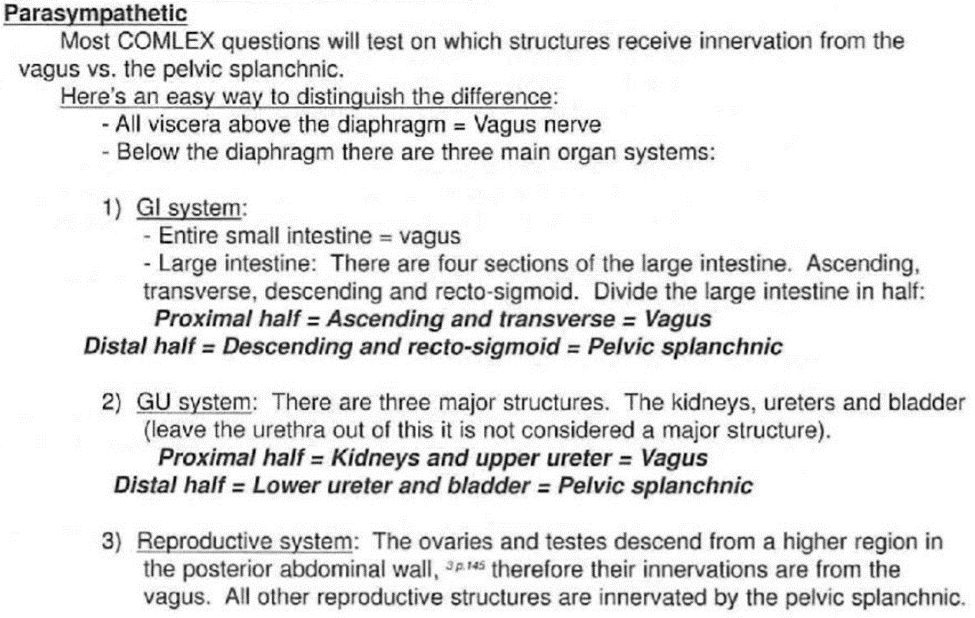 Parasympathetic
Most COMLEX questions will test on which structures receive innervation from the
vagus vs. the pelvic splanchnic.
Here's an easy way to distinguish the difference:
- All viscera above the diaphragm = Vagus nerve
- Below the diaphragm there are three main organ systems:
1) GI system:
- Entire small intestine = vagus
- Large intestine: There are four sections of the large intestine. Ascending,
transverse, descending and recto-sigmoid. Divide the large intestine in half:
Proximal half = Ascending and transverse = Vagus
Distal half = Descending and recto-sigmoid = Pelvic splanchnic
2) GU system: There are three major structures. The kidneys, ureters and bladder
(leave the urethra out of this it is not considered a major structure).
Proximal half = Kidneys and upper ureter = Vagus
Distal half = Lower ureter and bladder = Pelvic splanchnic
3) Reproductive system: The ovaries and testes descend from a higher region in
the posterior abdominal wall, 3 p.145 therefore their innervations are from the
vagus. All other reproductive structures are innervated by the pelvic splanchnic.